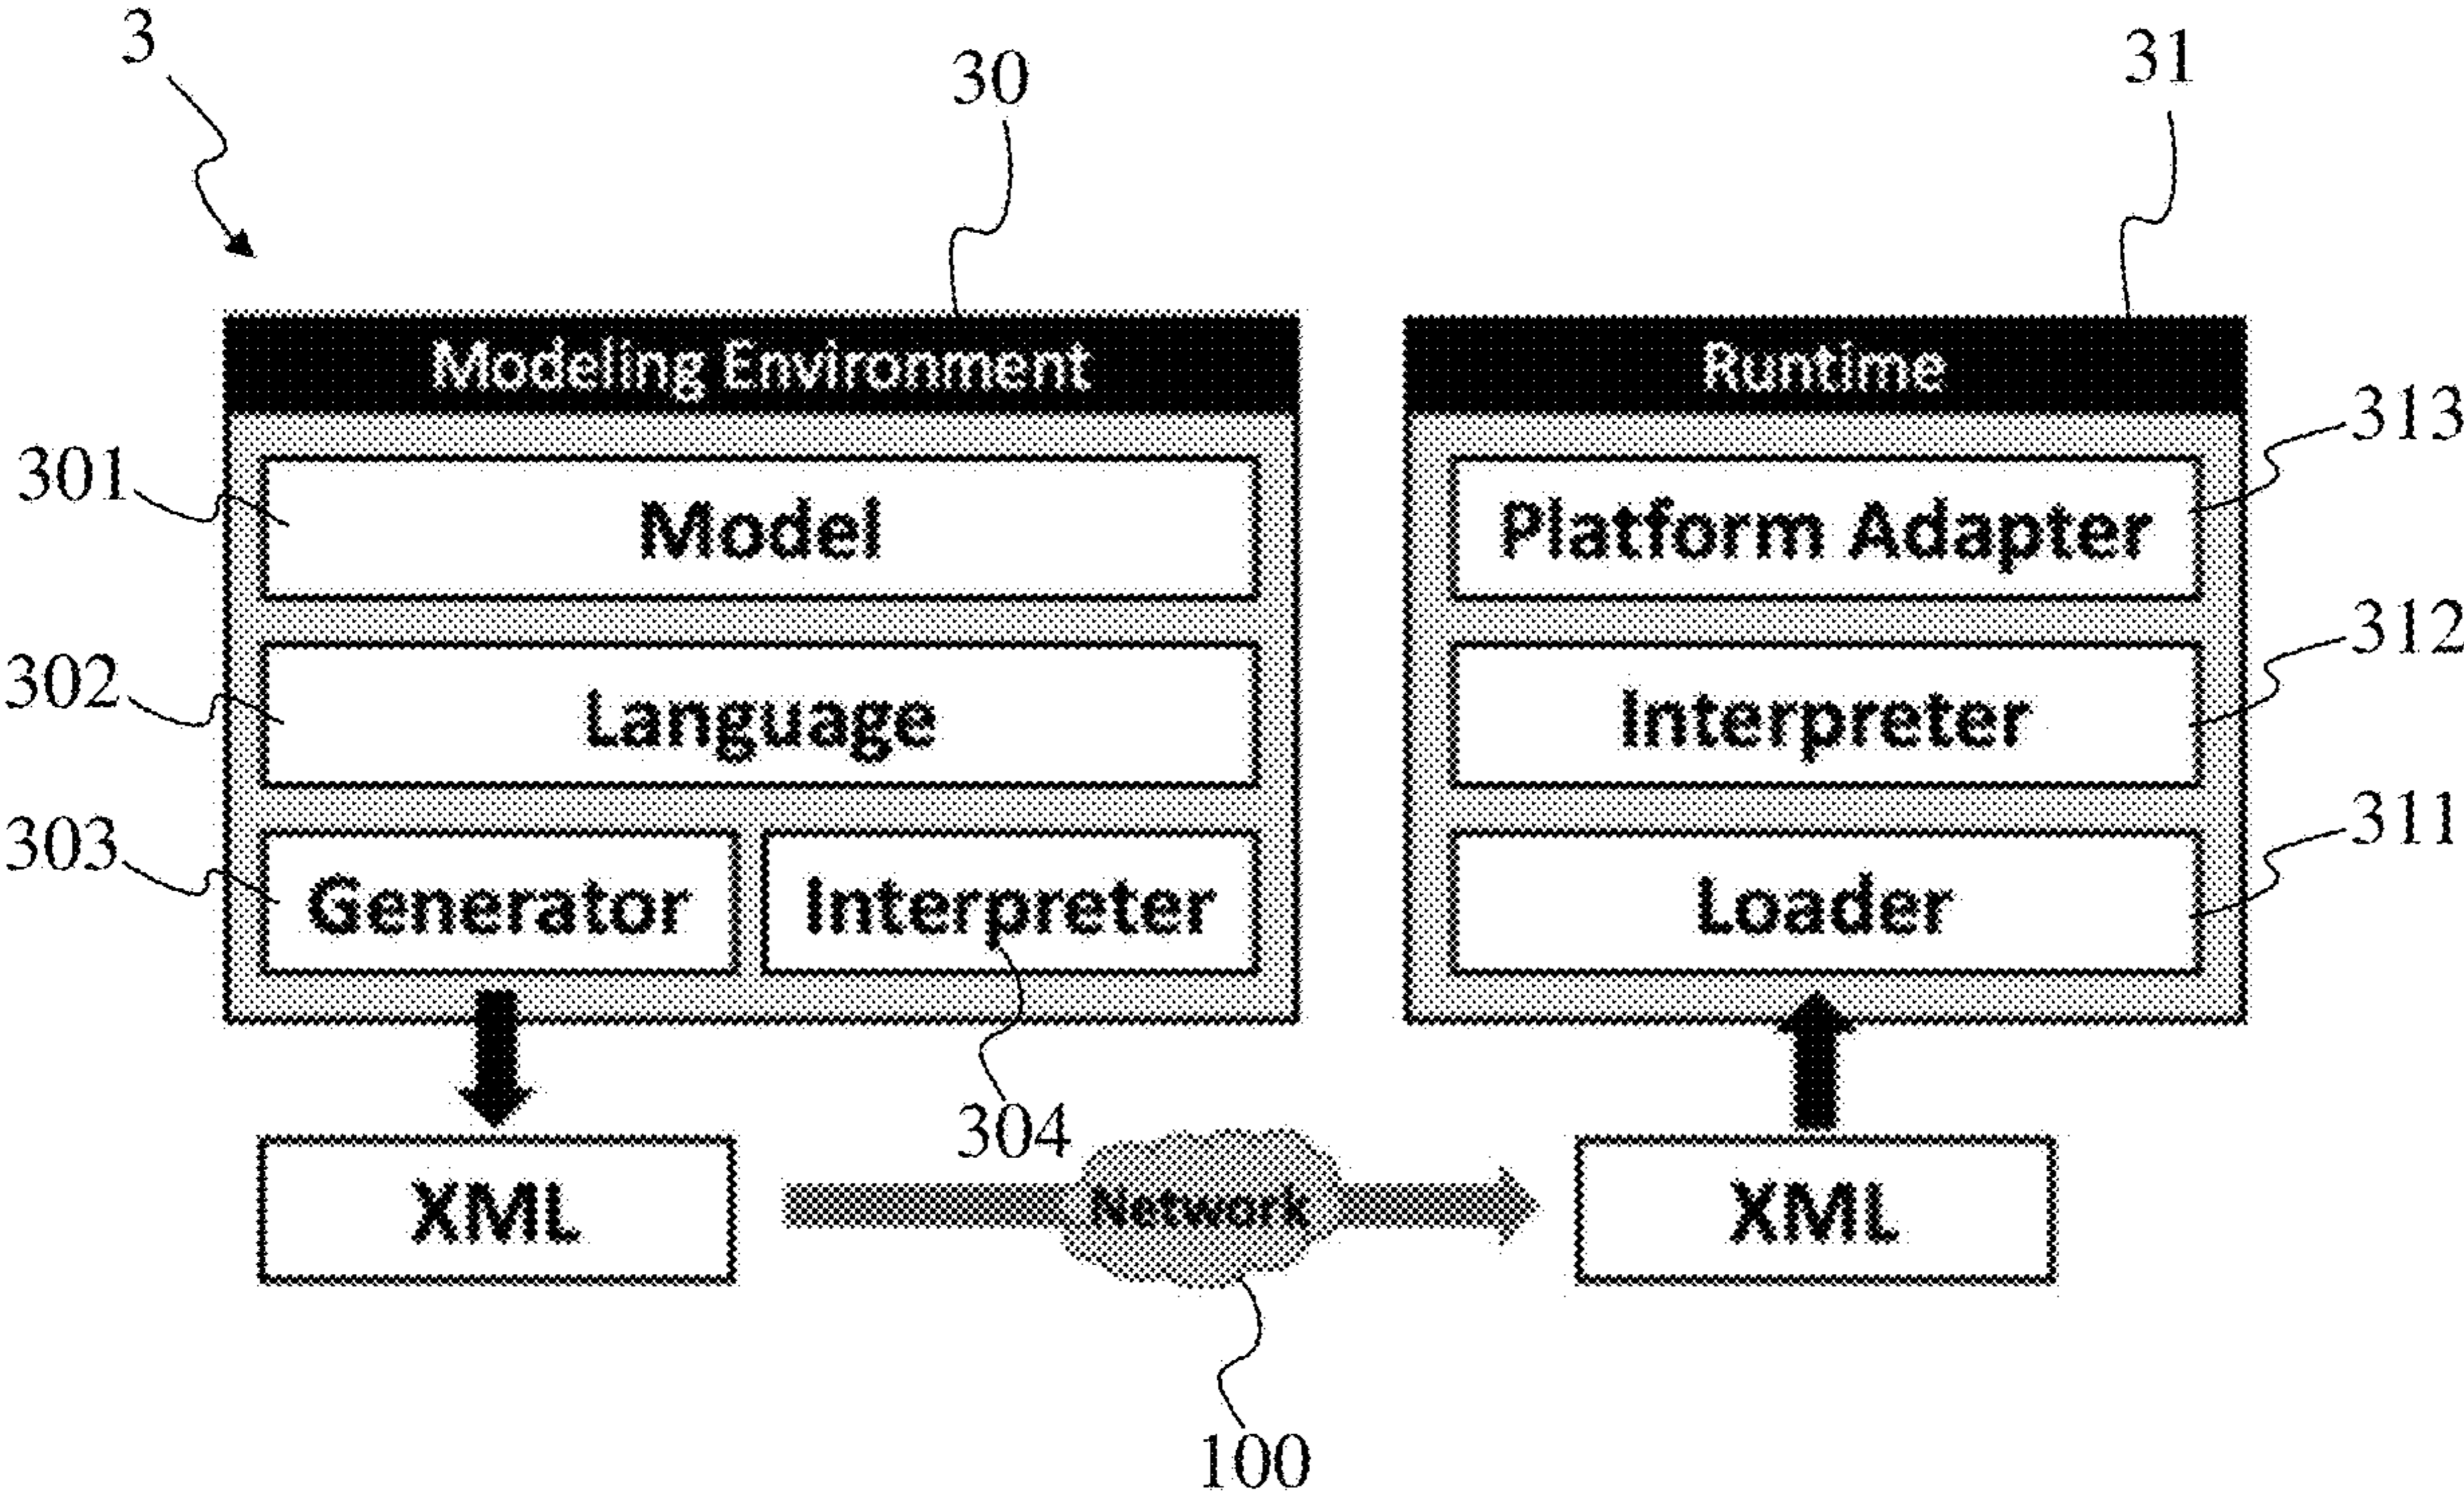 3
30
31
Modeling Environment
Runtime
301
Model
Platform Adapter
313
302
Language
Interpreter
312
303
Generator
Interpreter
Loader
311
304
XML
Network
XML
100